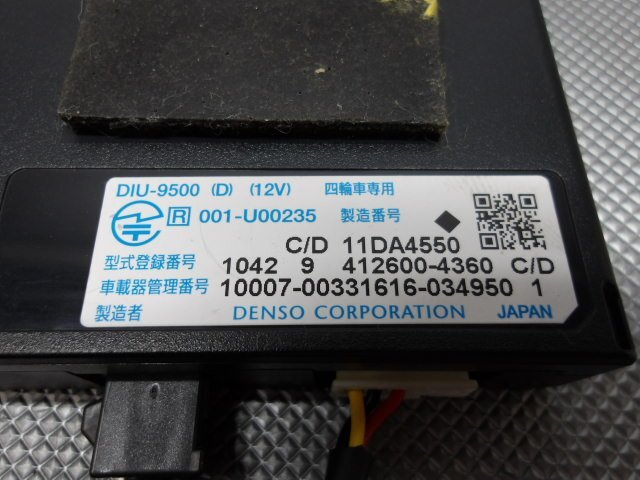 DIU-9500 (D) (12V) 四輪車専用
R 001-U00235 製造番号
C/D 11DA4550
型式登録番号 1042 9 412600-4360 C/D
車載器管理番号 10007-00331616-034950 1
製造者 DENSO CORPORATION JAPAN